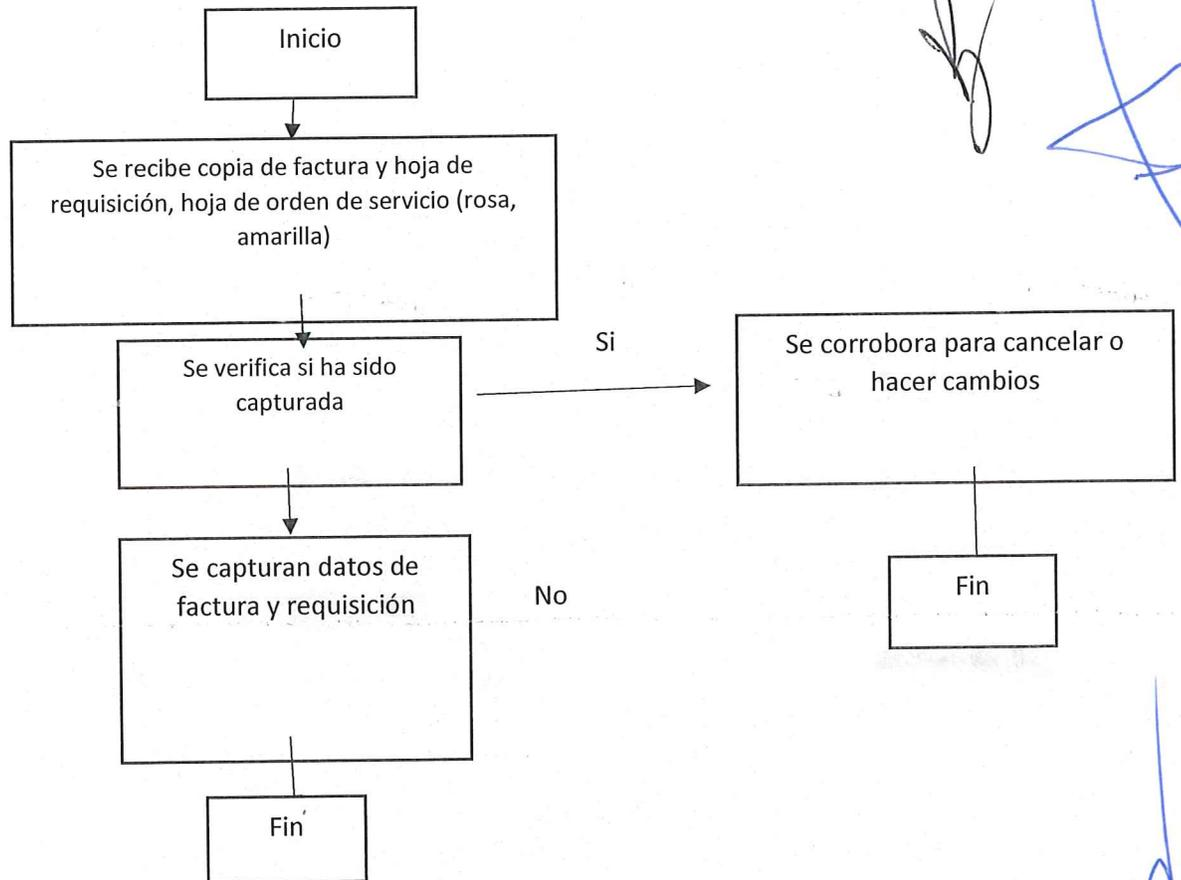 Inicio
Se recibe copia de factura y hoja de
requisición, hoja de orden de servicio (rosa,
amarilla)
Se verifica si ha sido
capturada
Si
Se corrobora para cancelar o
hacer cambios
Se capturan datos de
factura y requisición
No
Fin
Fin